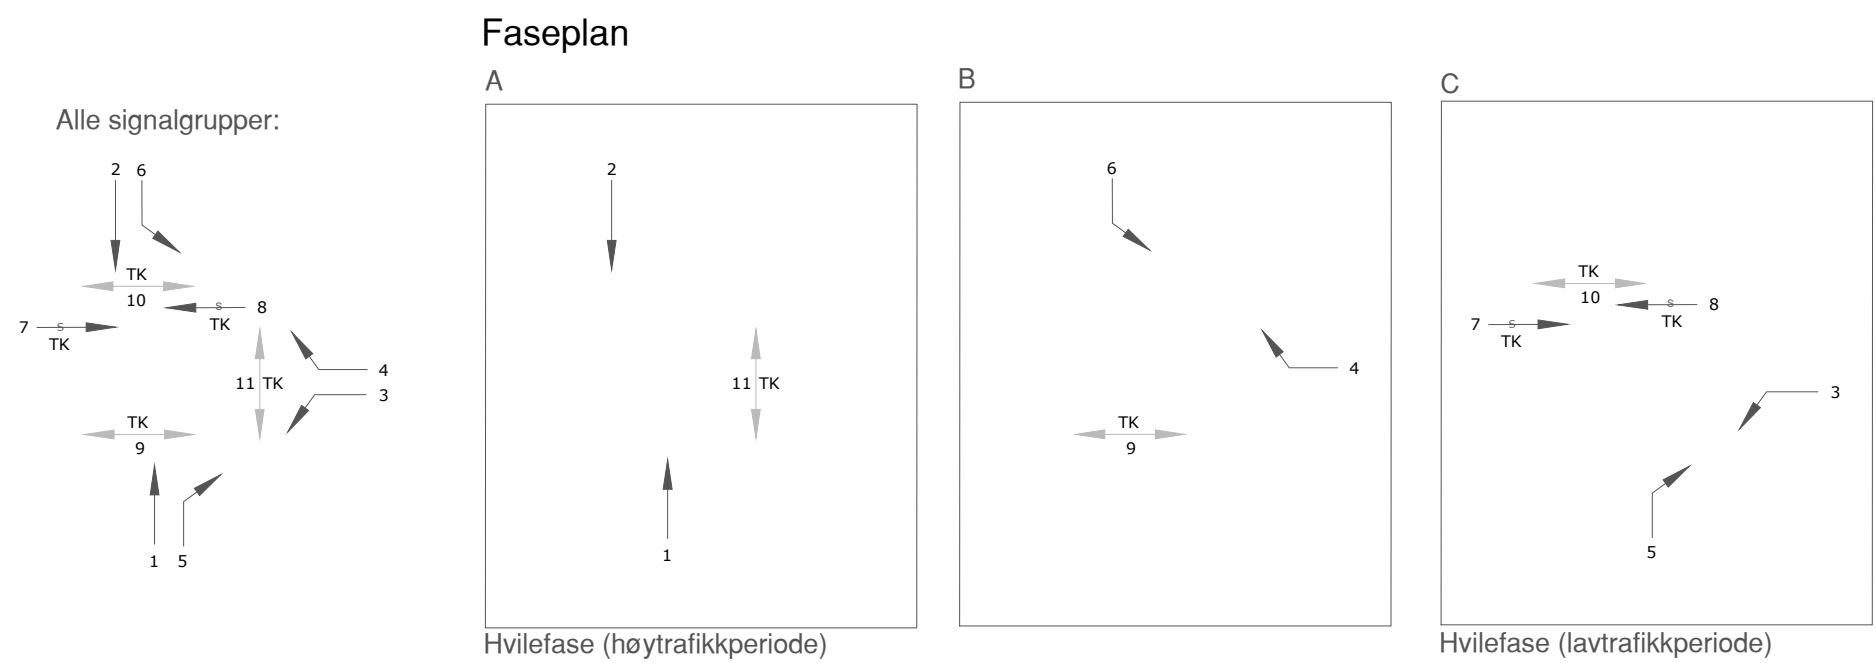 Faseplan
Alle signalgrupper:
2 6
TK
10
S
8
TK
7
S
TK
4
11 TK
3
TK
9
1 5
A
2
11 TK
1
Hvilefase (høytrafikkperiode)
B
6
4
TK
9
C
TK
10
S
8
TK
7
S
TK
3
5
Hvilefase (lavtrafikkperiode)